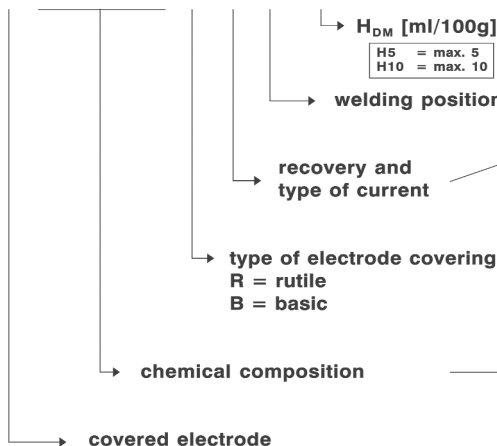 H_DM [ml/100g]
H5 = max. 5
H10 = max. 10
welding position
recovery and
type of current
type of electrode covering
R = rutile
B = basic
chemical composition
covered electrode